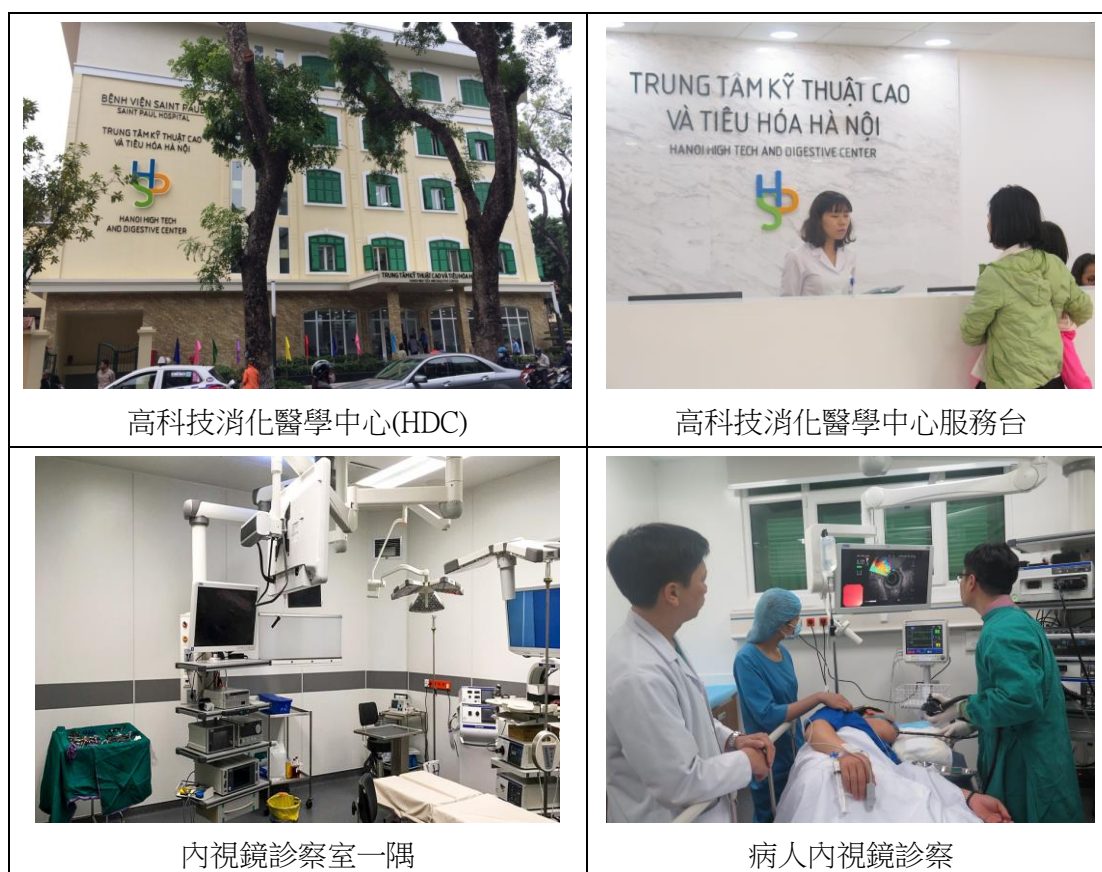 BỆNH VIỆN SAINT PAUL
SAINT PAUL HOSPITAL
TRUNG TÂM KỸ THUẬT CAO
VÀ TIÊU HÓA HÀ NỘI
HANOI HIGH TECH
AND DIGESTIVE CENTER
TRUNG TÂM KỸ THUẬT CAO VÀ TIÊU HÓA
TRUNG TÂM KỸ THUẬT CAO
VÀ TIÊU HÓA HÀ NỘI
HANOI HIGH TECH AND DIGESTIVE CENTER
高科技消化醫學中心(HDC)
高科技消化醫學中心服務台
內視鏡診察室一隅
病人內視鏡診察